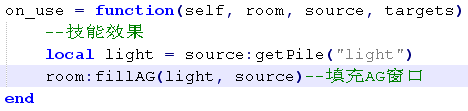 on_use = function(self, room, source, targets)
--技能效果
local light = source:getPile("light")
room:fillAG(light, source)--填充AG窗口
end